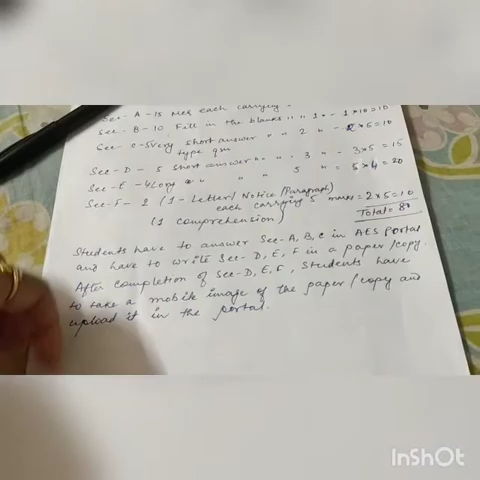 Sec- A-15 MCQ each carrying
Sec- B-10 Fill in the blanks " " 1 " - 1×10=10
Sec- C-5 Very short answer " " 2 " - 2×5=10
type qsn
Sec- D - 5 short answer " " 3 " - 3×5=15
Sec- E - 4 Long " " 5 " = 5×4=20
Sec- F- 2 (1 - Letter/Notice/Paragraph)
each carrying 5 marks = 2×5=10
(1 comprehension)
Total = 80
Students have to answer Sec-A, B, C in AES portal
and have to write Sec-D, E, F in a paper/copy.
After completion of Sec-D, E, F, Students have
to take a mobile image of the paper/copy and
upload it in the portal.
InShOt